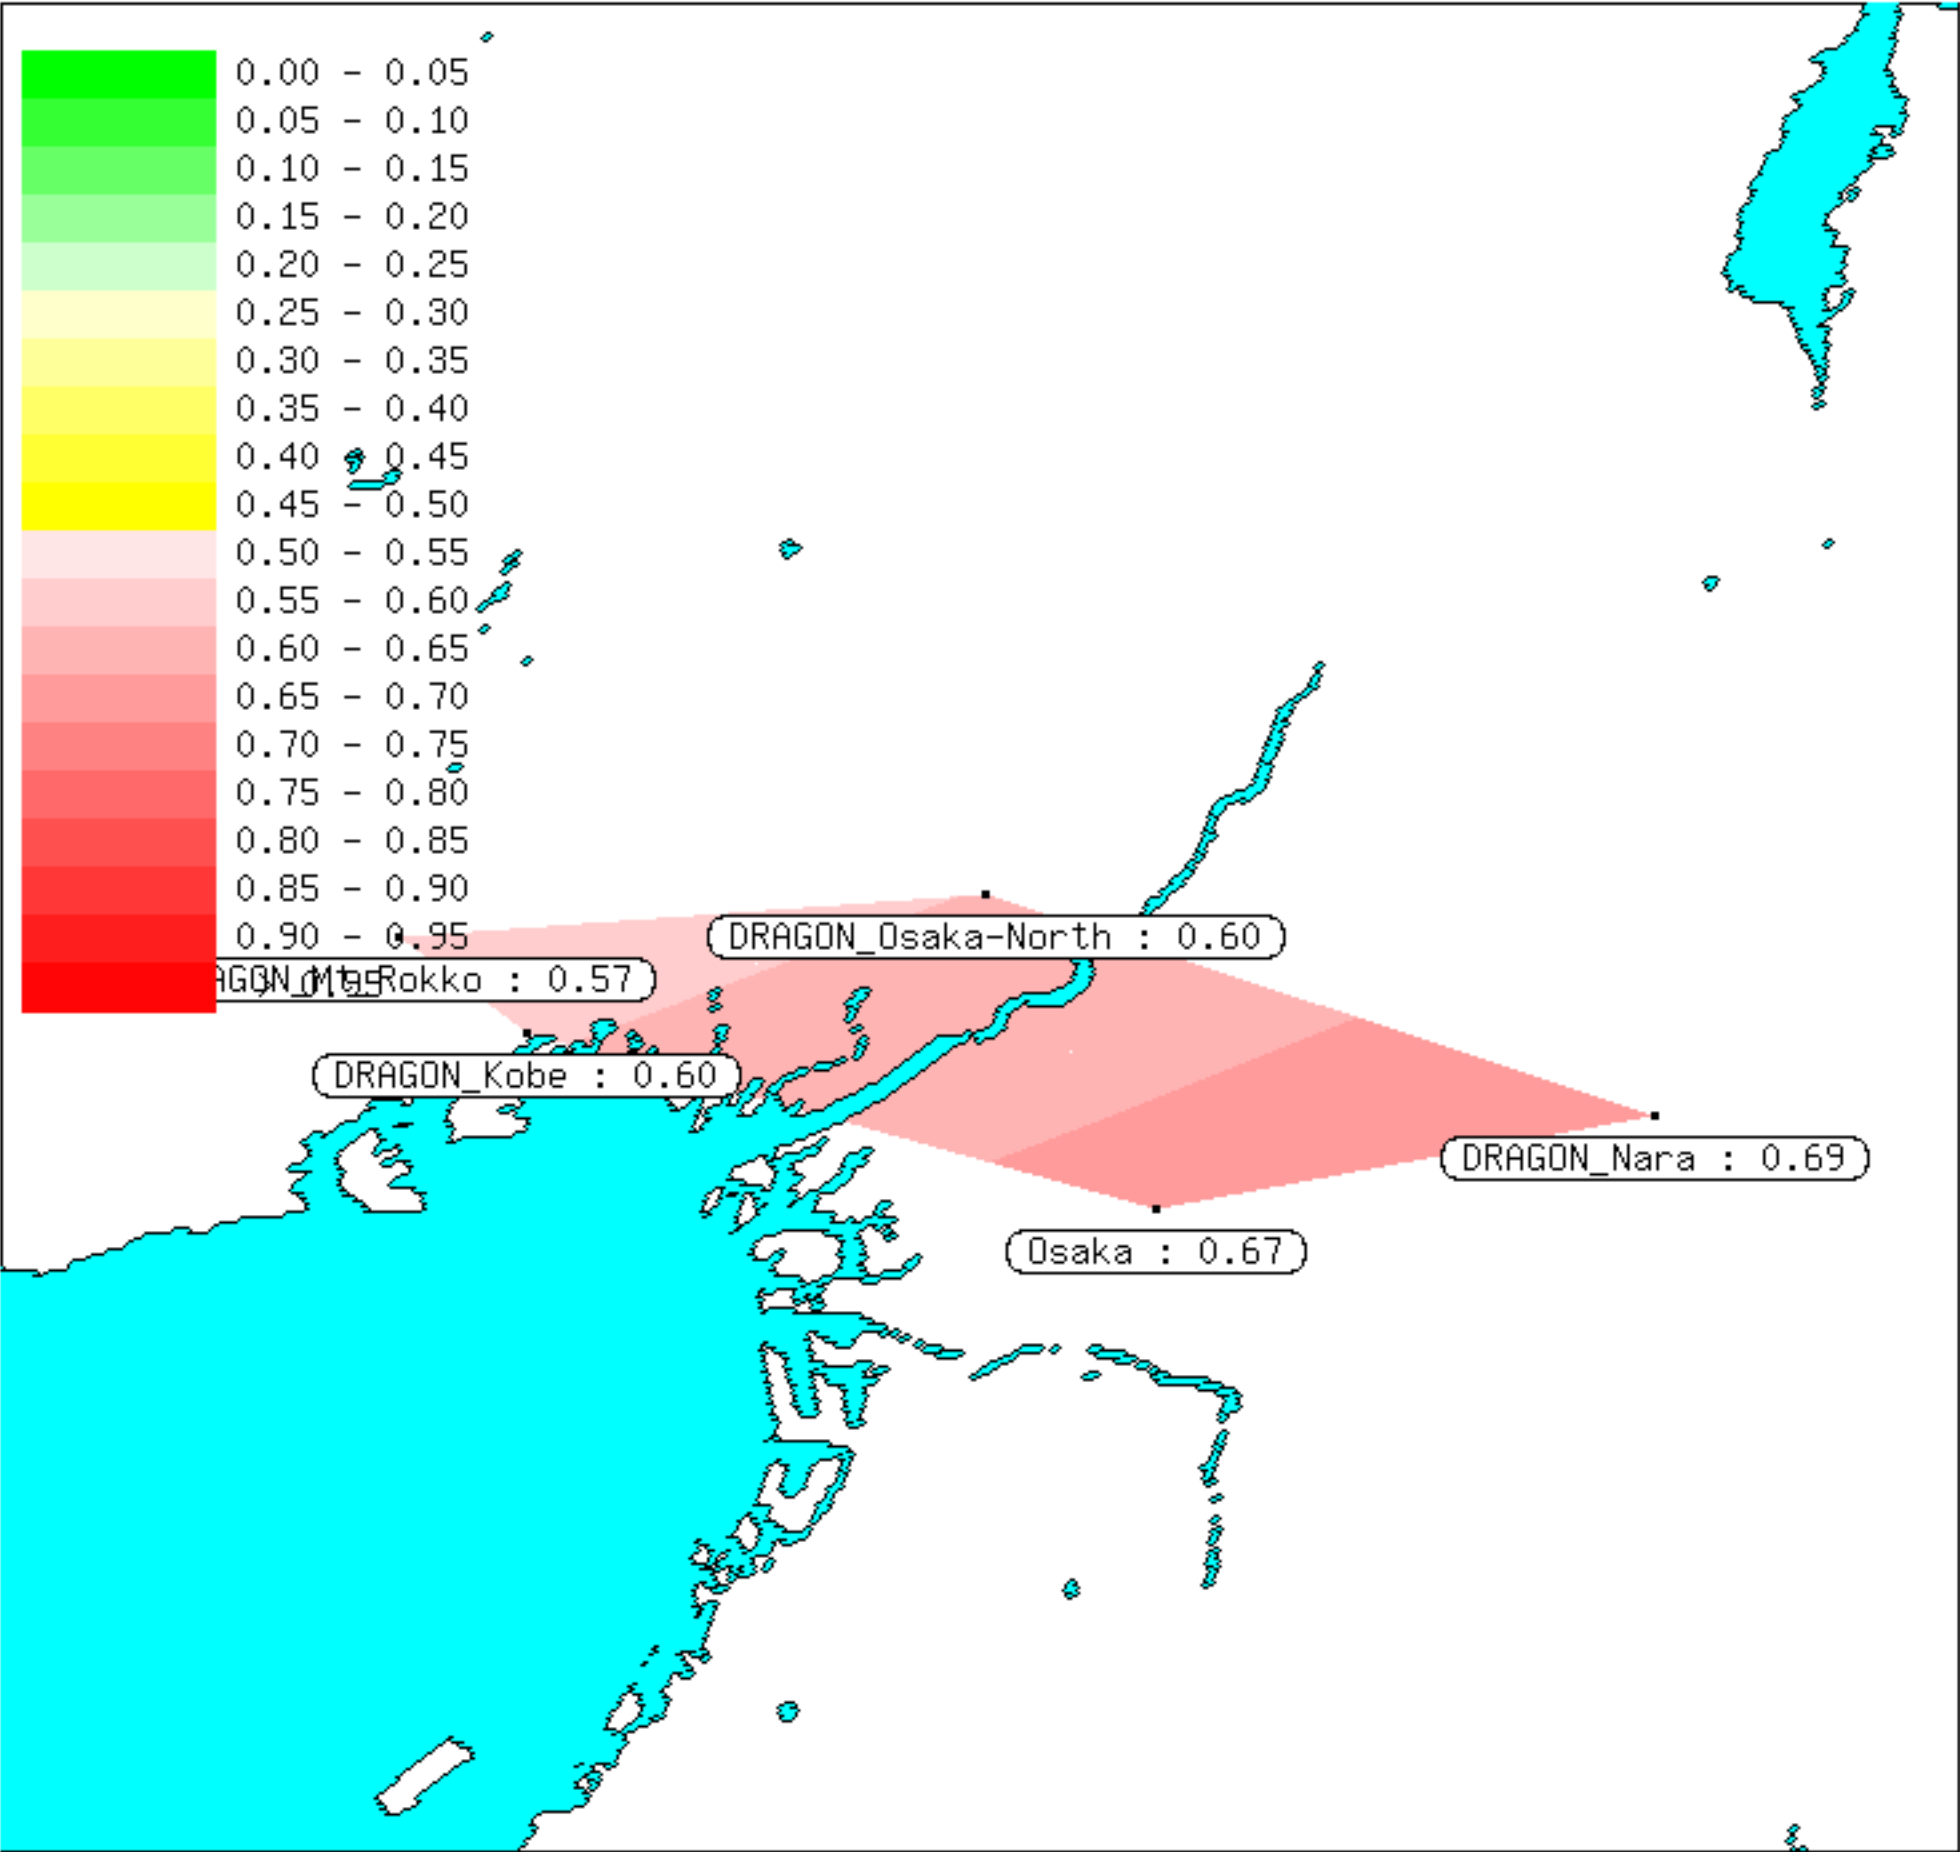 0.00 - 0.05
0.05 - 0.10
0.10 - 0.15
0.15 - 0.20
0.20 - 0.25
0.25 - 0.30
0.30 - 0.35
0.35 - 0.40
0.40 - 0.45
0.45 - 0.50
0.50 - 0.55
0.55 - 0.60
0.60 - 0.65
0.65 - 0.70
0.70 - 0.75
0.75 - 0.80
0.80 - 0.85
0.85 - 0.90
0.90 - 0.95
DRAGON_Osaka-North : 0.60
AGON_Mt_Rokko : 0.57
> 0.95
DRAGON_Kobe : 0.60
DRAGON_Nara : 0.69
Osaka : 0.67